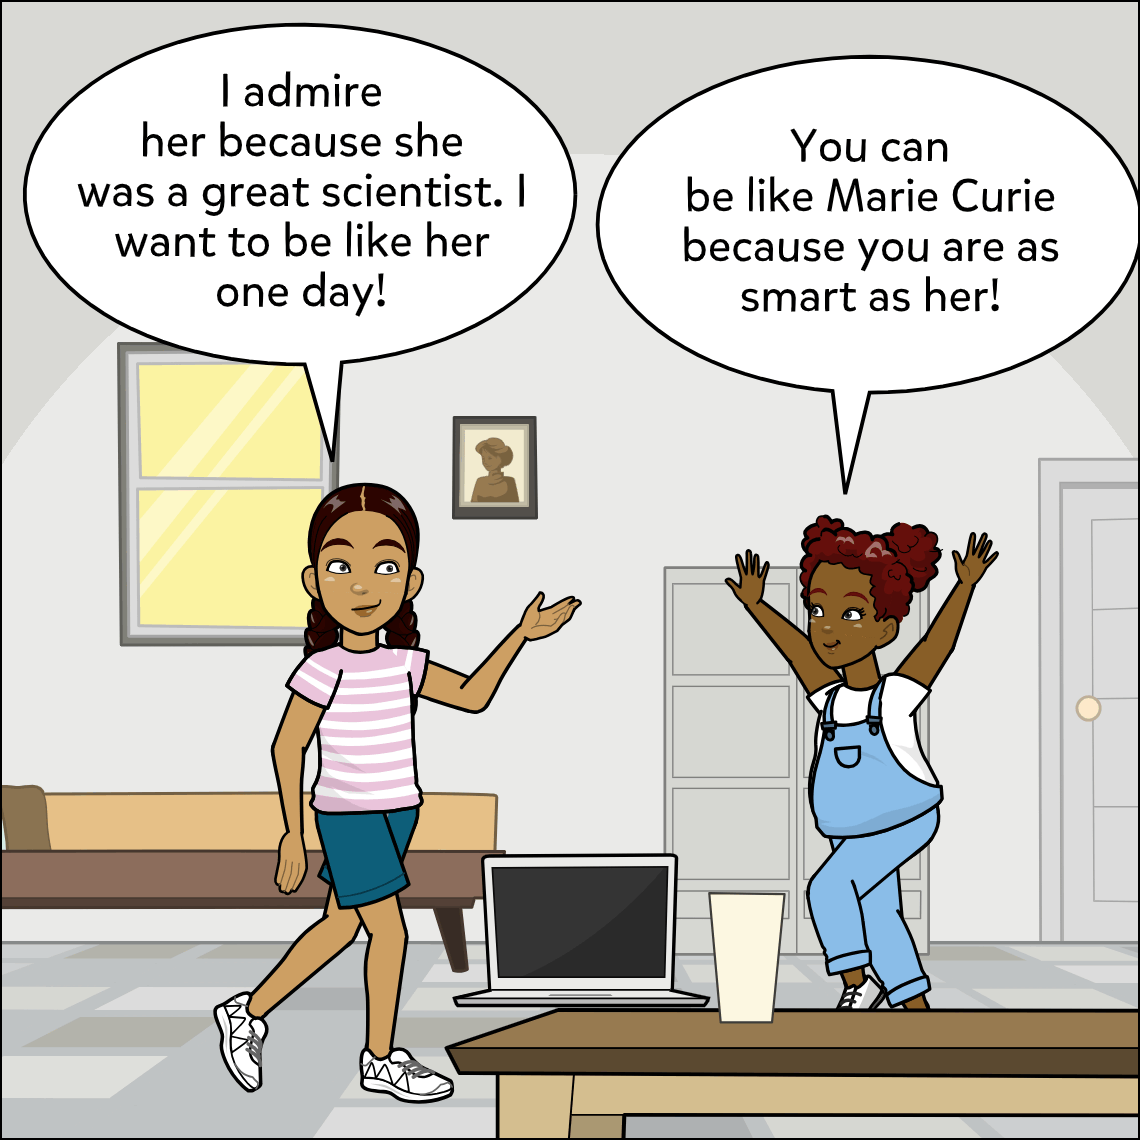 I admire
her because she
was a great scientist. I
want to be like her
one day!
You can
be like Marie Curie
because you are as
smart as her!